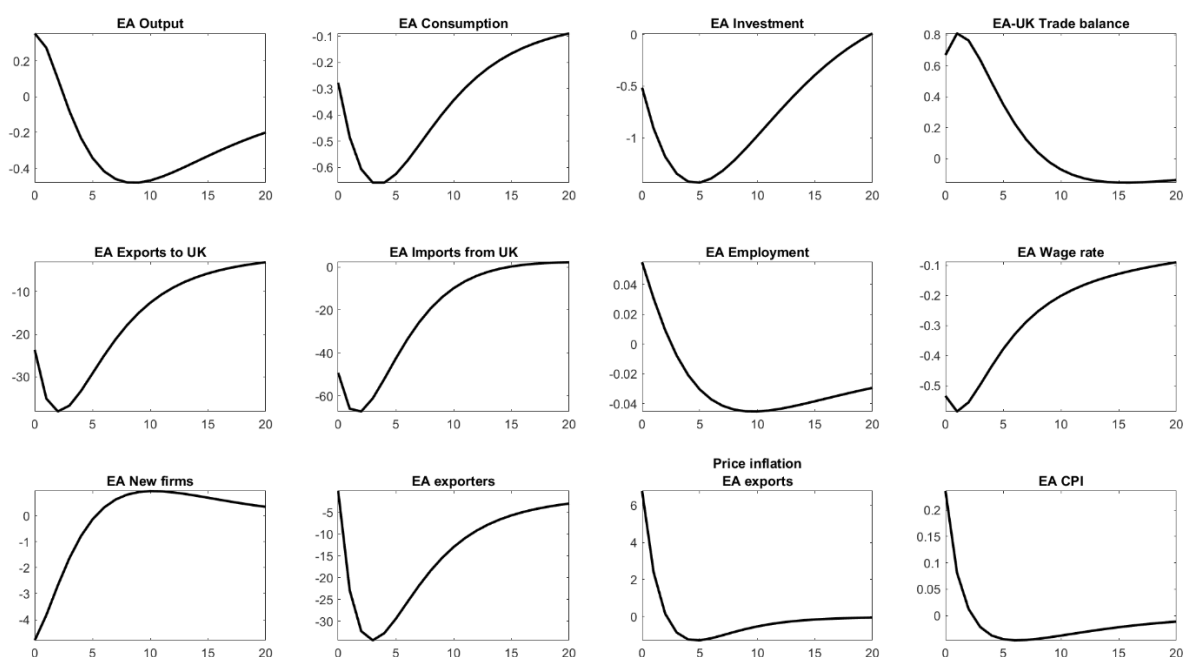 EA Output
0.2
0
-0.2
-0.4
0 5 10 15 20
EA Consumption
-0.1
-0.2
-0.3
-0.4
-0.5
-0.6
0 5 10 15 20
EA Investment
0
-0.5
-1
0 5 10 15 20
EA-UK Trade balance
0.8
0.6
0.4
0.2
0
0 5 10 15 20
EA Exports to UK
-10
-20
-30
0 5 10 15 20
EA Imports from UK
0
-20
-40
-60
0 5 10 15 20
EA Employment
0.04
0.02
0
-0.02
-0.04
0 5 10 15 20
EA Wage rate
-0.1
-0.2
-0.3
-0.4
-0.5
0 5 10 15 20
EA New firms
0
-1
-2
-3
-4
0 5 10 15 20
EA exporters
-5
-10
-15
-20
-25
-30
0 5 10 15 20
Price inflation
EA exports
6
4
2
0
0 5 10 15 20
EA CPI
0.2
0.15
0.1
0.05
0
0 5 10 15 20